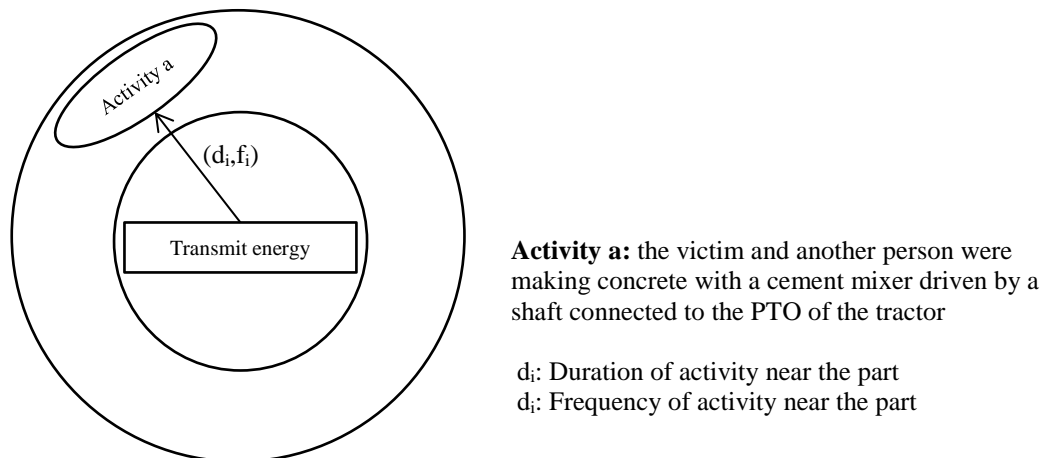 Activity a
(dᵢ,fᵢ)
Transmit energy
Activity a: the victim and another person were
making concrete with a cement mixer driven by a
shaft connected to the PTO of the tractor
dᵢ: Duration of activity near the part
dᵢ: Frequency of activity near the part